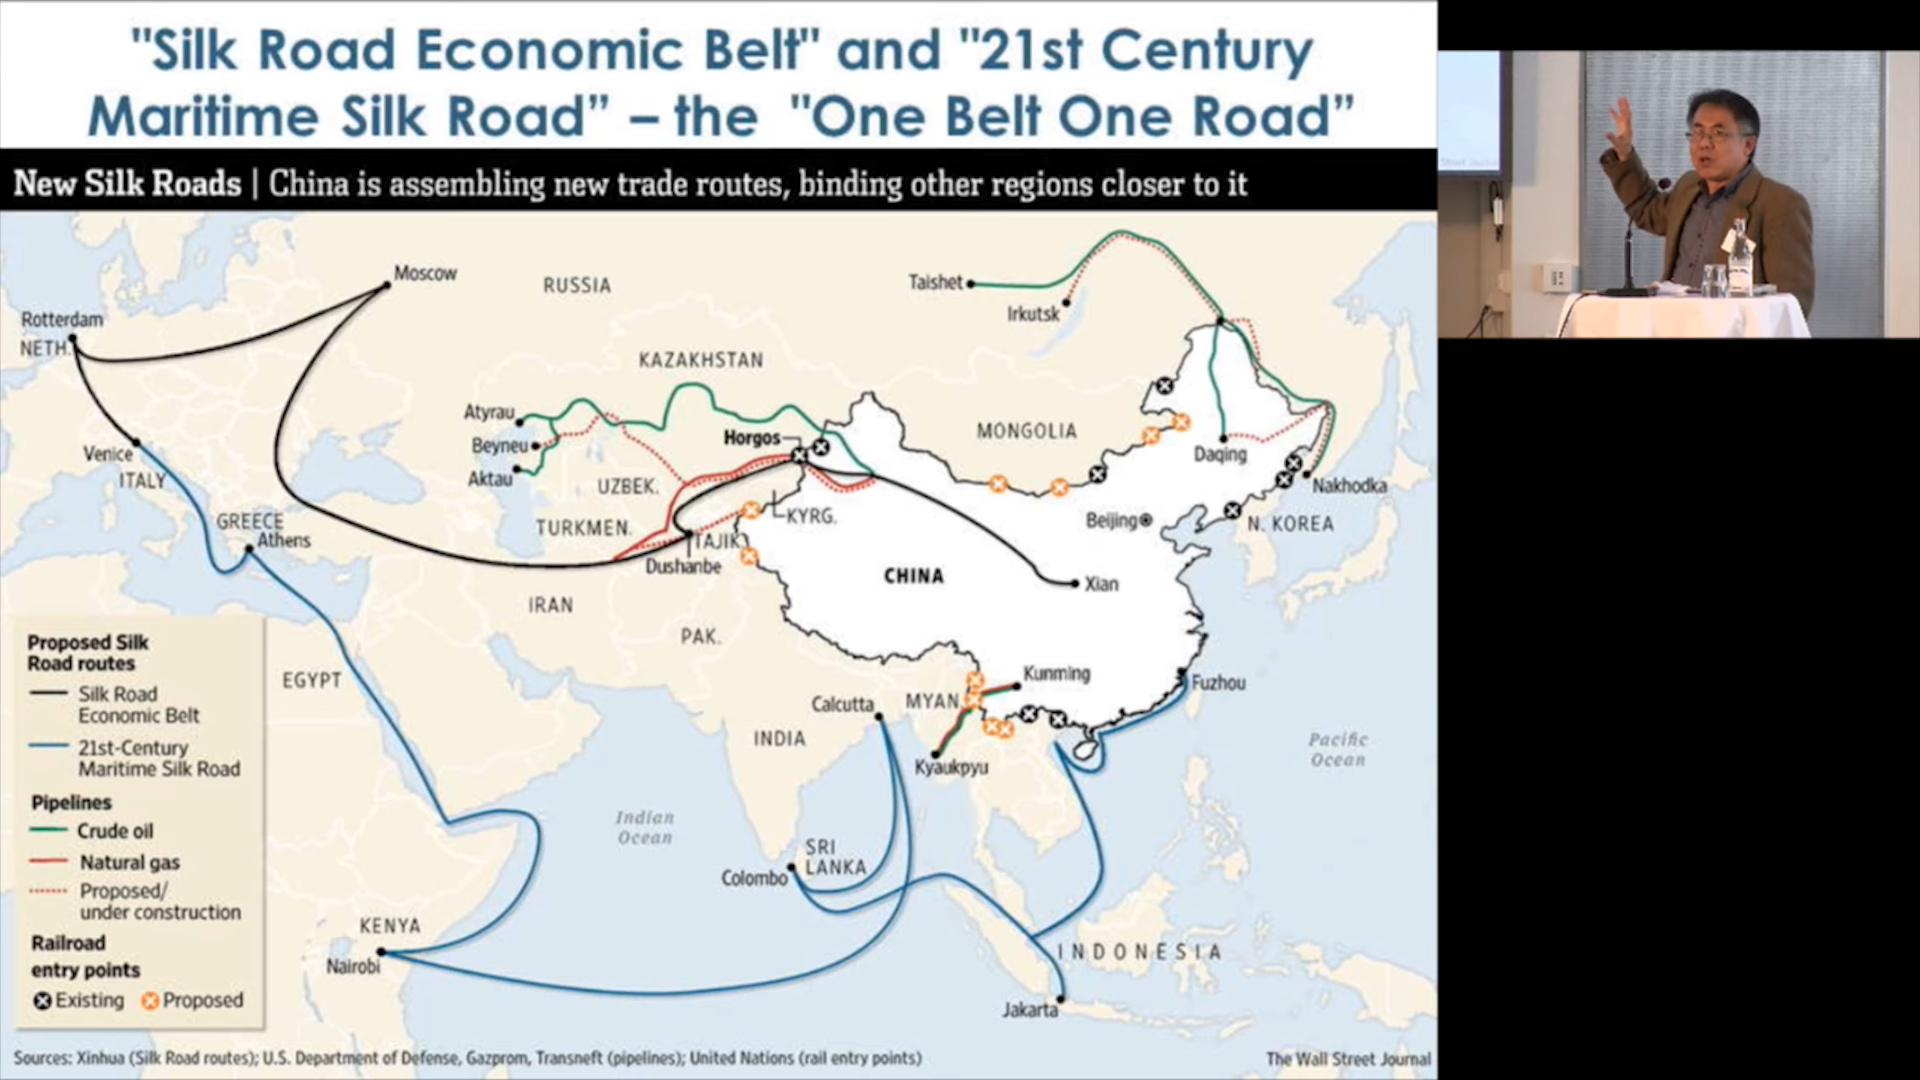 "Silk Road Economic Belt" and "21st Century
Maritime Silk Road” – the "One Belt One Road”
New Silk Roads | China is assembling new trade routes, binding other regions closer to it
Moscow
RUSSIA
Taishet
Irkutsk
Rotterdam
NETH.
KAZAKHSTAN
Atyrau
Beyneu
Aktau
Horgos
MONGOLIA
Daqing
Nakhodka
Venice
ITALY
UZBEK.
KYRG.
TURKMEN.
TAJIK.
Dushanbe
Beijing
N. KOREA
GREECE
Athens
CHINA
Xian
IRAN
PAK.
EGYPT
Kunming
Fuzhou
Calcutta
MYAN.
INDIA
Kyaukpyu
Pacific
Ocean
Indian
Ocean
SRI
LANKA
Colombo
KENYA
Nairobi
INDONESIA
Jakarta
Proposed Silk
Road routes
Silk Road
Economic Belt
21st-Century
Maritime Silk Road
Pipelines
Crude oil
Natural gas
Proposed/
under construction
Railroad
entry points
Existing
Proposed
Sources: Xinhua (Silk Road routes); U.S. Department of Defense, Gazprom, Transneft (pipelines); United Nations (rail entry points)
The Wall Street Journal
Street Journal